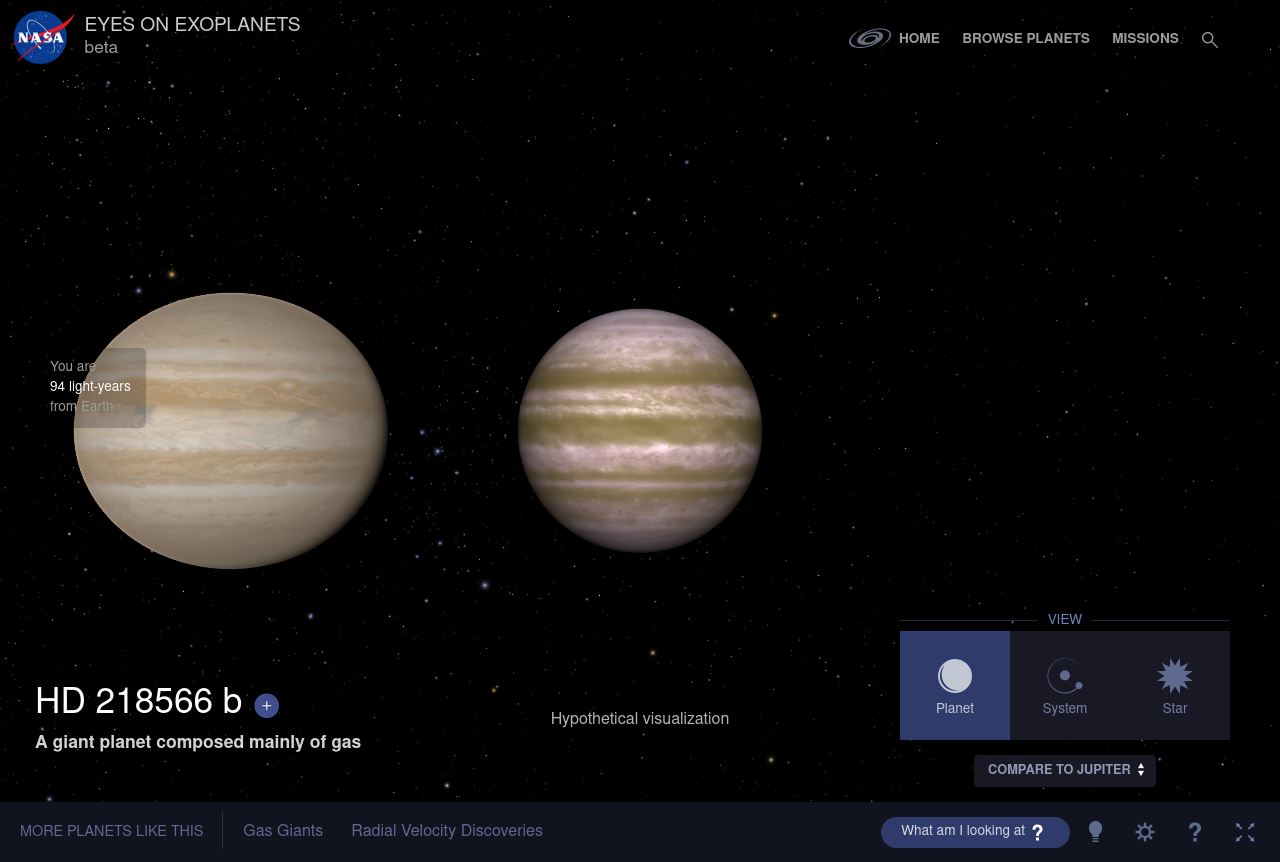 NASA
EYES ON EXOPLANETS
beta
HOME
BROWSE PLANETS
MISSIONS
You are
94 light-years
from Earth
HD 218566 b +
A giant planet composed mainly of gas
Hypothetical visualization
VIEW
Planet
System
Star
COMPARE TO JUPITER
MORE PLANETS LIKE THIS
Gas Giants
Radial Velocity Discoveries
What am I looking at ?
?